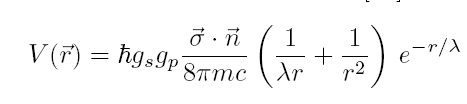 V(\vec{r}) = \hbar g_s g_p \frac{\vec{\sigma} \cdot \vec{n}}{8\pi mc} \left( \frac{1}{\lambda r} + \frac{1}{r^2} \right) e^{-r/\lambda}